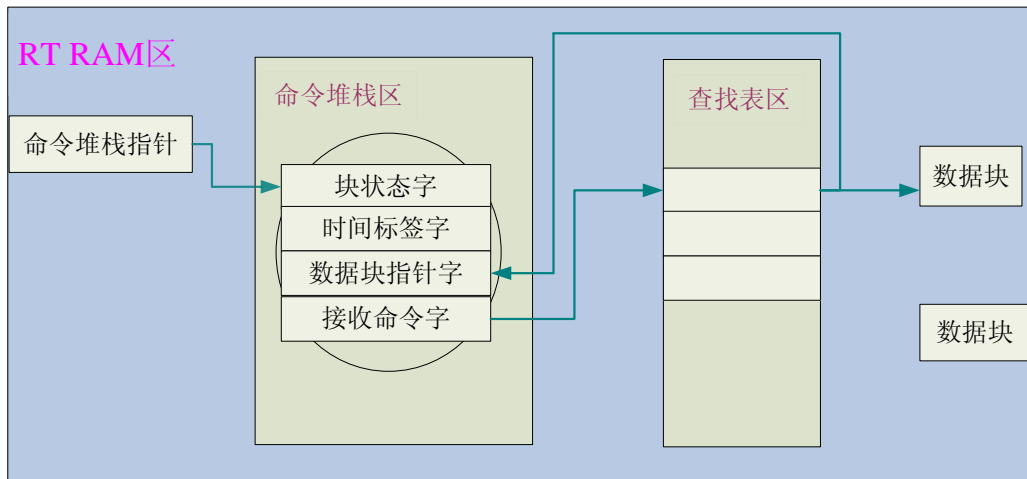 RT RAM区
命令堆栈指针
命令堆栈区
块状态字
时间标签字
数据块指针字
接收命令字
查找表区
数据块
数据块